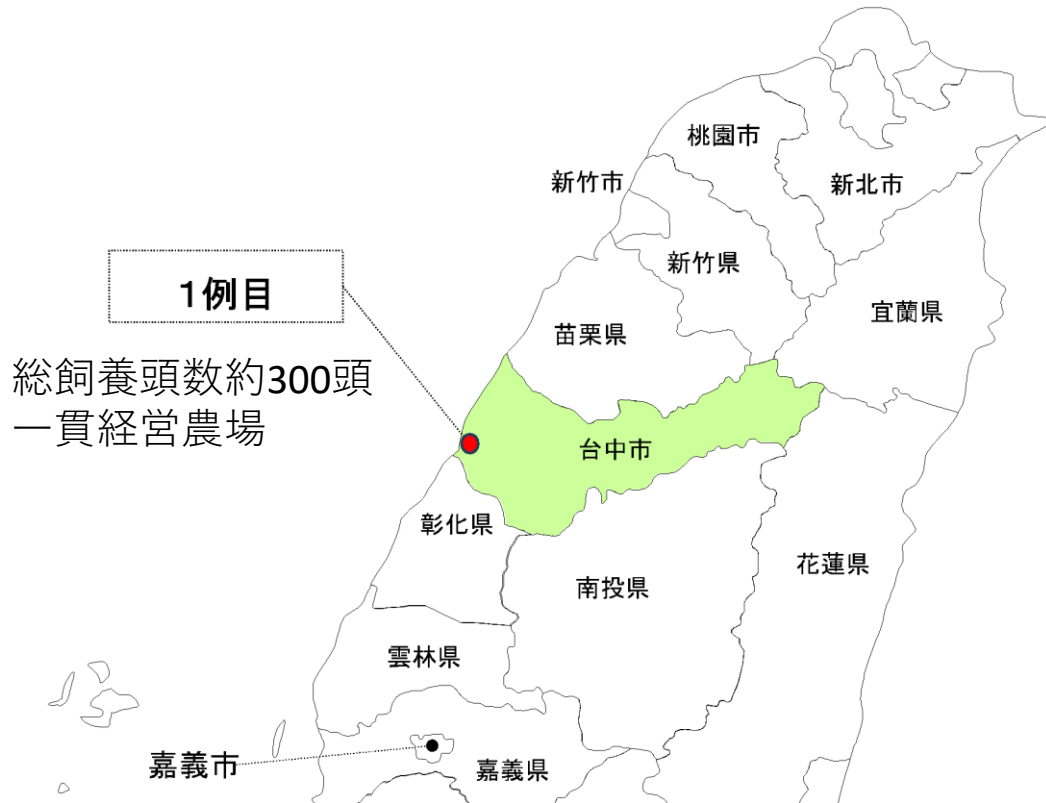 桃園市
新竹市
新北市
新竹県
1例目
宜蘭県
苗栗県
総飼養頭数約300頭
一貫経営農場
台中市
彰化県
花蓮県
南投県
雲林県
嘉義市
嘉義県